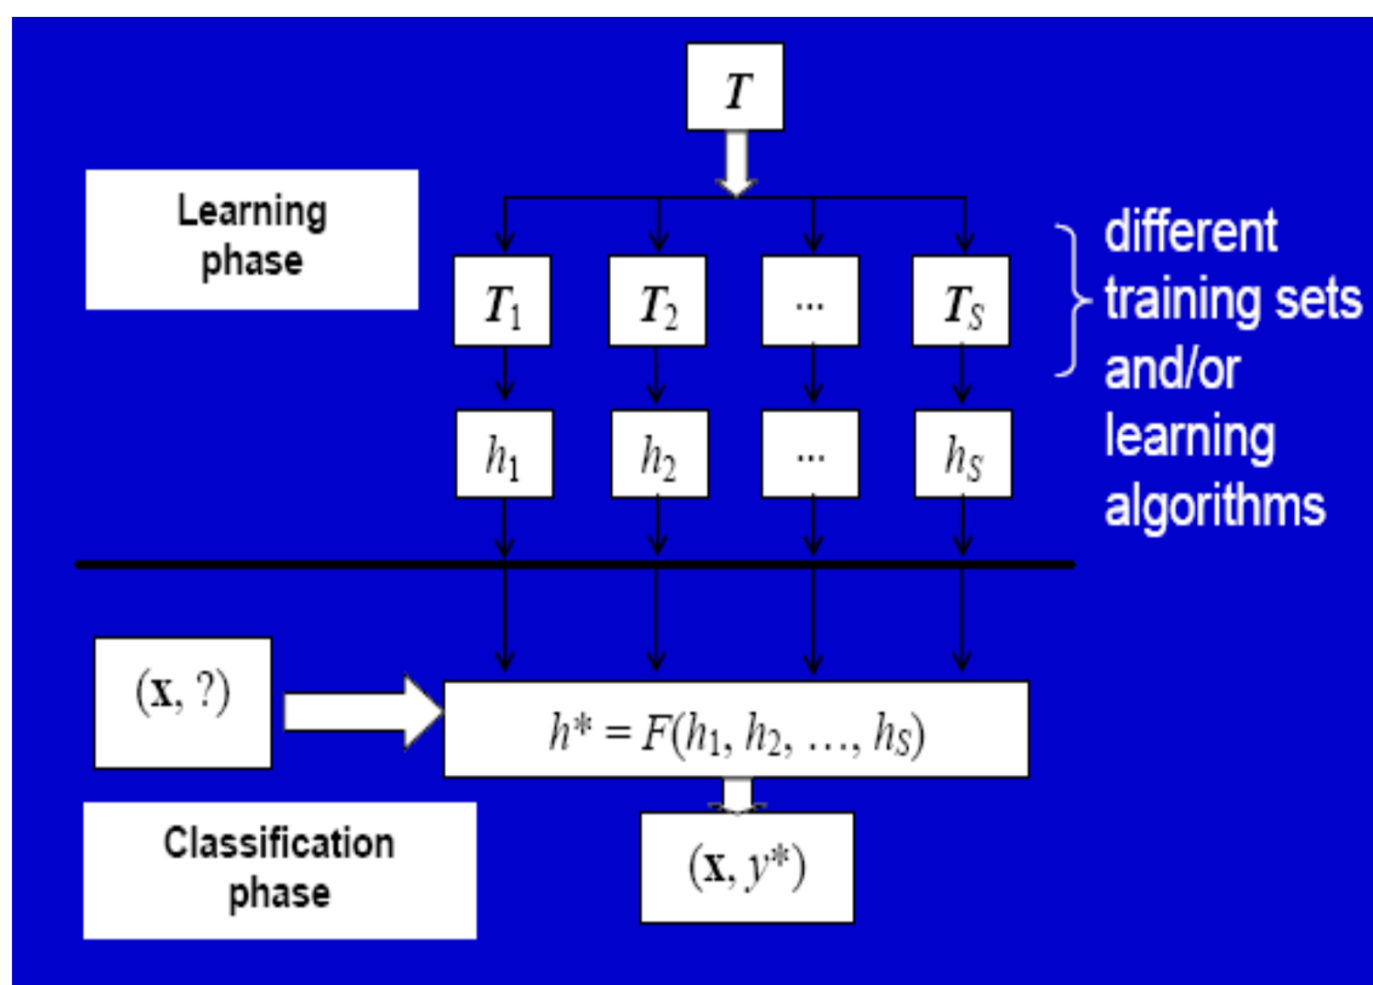 T
Learning
phase
different
training sets
and/or
learning
algorithms
T1 T2 ... TS
h1 h2 ... hS
(x, ?)
h* = F(h1, h2, …, hS)
Classification
phase
(x, y*)